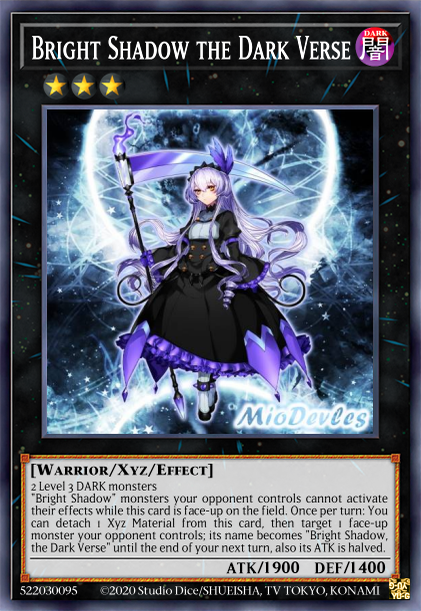 Bright Shadow the Dark Verse
DARK
闇
MioDevles
[Warrior/Xyz/Effect]
2 Level 3 DARK monsters
"Bright Shadow" monsters your opponent controls cannot activate
their effects while this card is face-up on the field. Once per turn: You
can detach 1 Xyz Material from this card, then target 1 face-up
monster your opponent controls; its name becomes "Bright Shadow,
the Dark Verse" until the end of your next turn, also its ATK is halved.
ATK/1900 DEF/1400
522030095 ©2020 Studio Dice/SHUEISHA, TV TOKYO, KONAMI